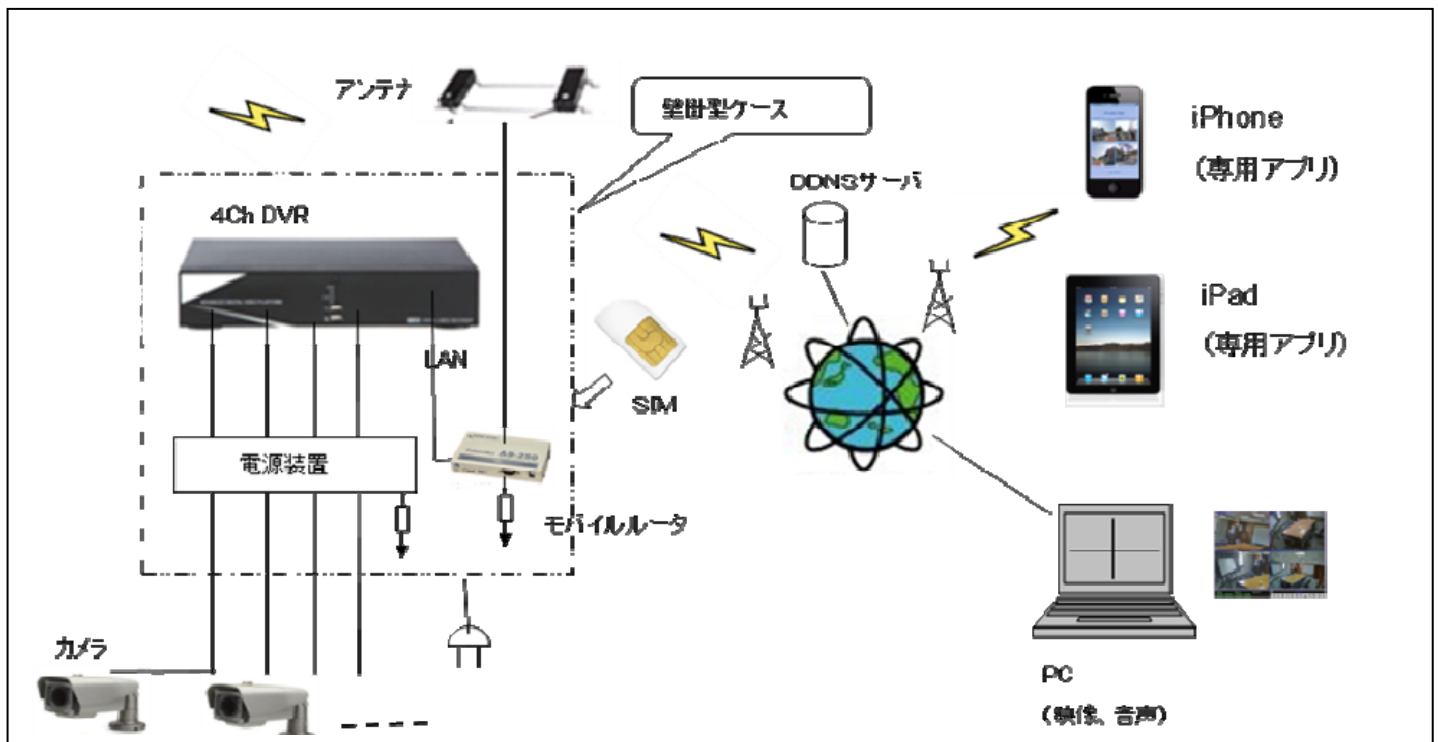 アンテナ
壁掛型ケース
4Ch DVR
DDNSサーバ
iPhone
(専用アプリ)
iPad
(専用アプリ)
LAN
SIM
電源装置
モバイルルータ
カメラ
PC
(映像、音声)